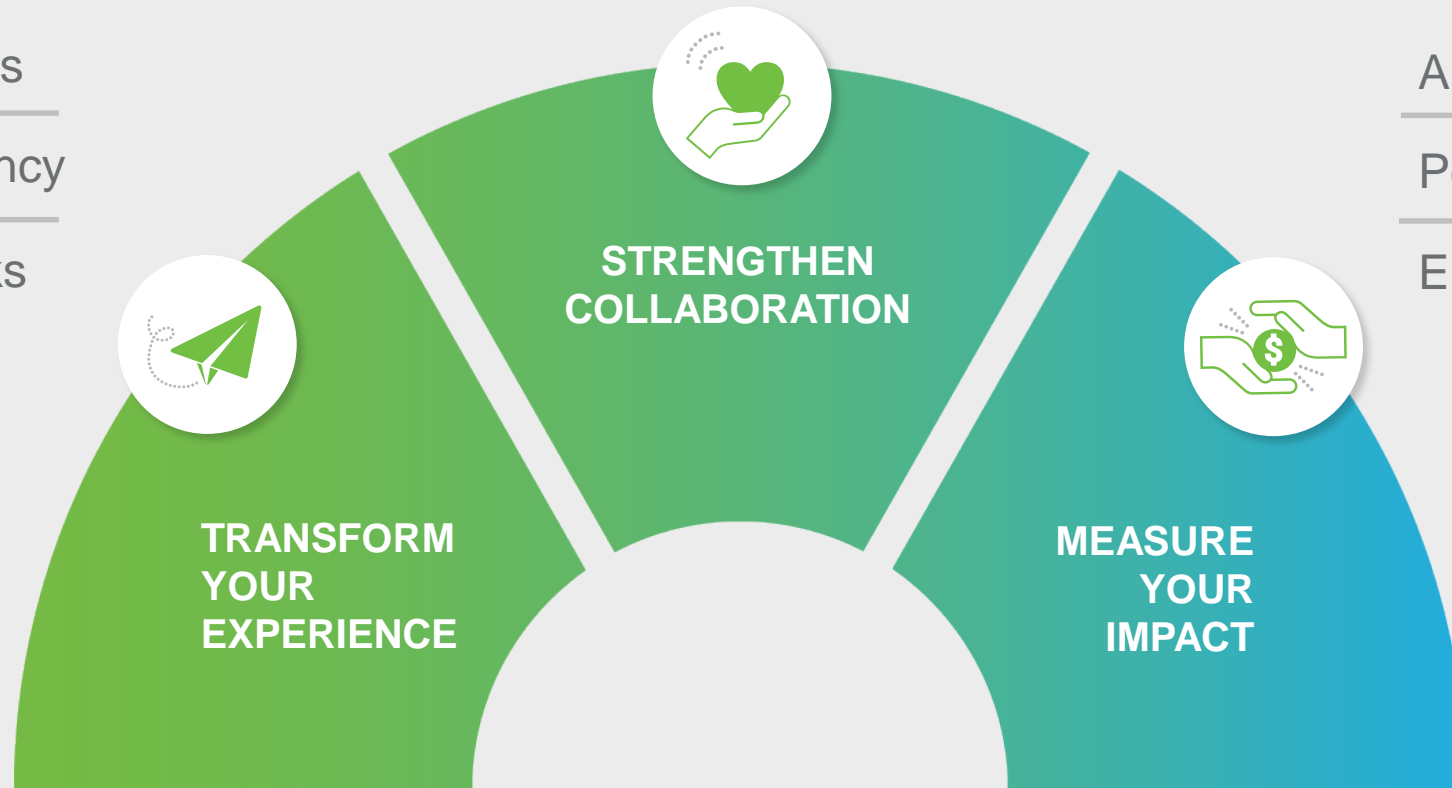 STRENGTHEN
COLLABORATION
TRANSFORM
YOUR
EXPERIENCE
MEASURE
YOUR
IMPACT
$